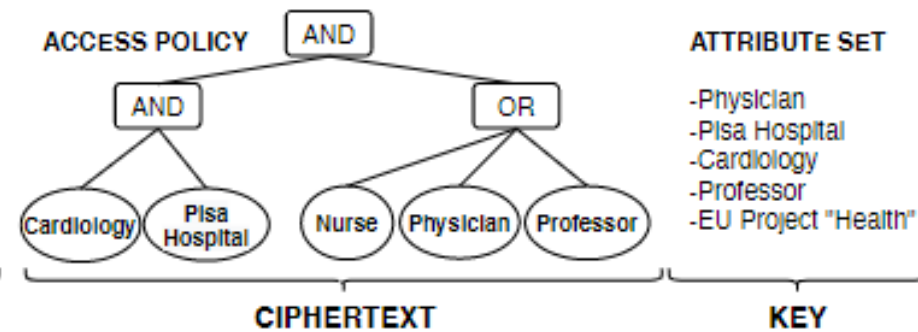 ACCESS POLICY
AND
ATTRIBUTE SET
AND
OR
-Physician
-Pisa Hospital
-Cardiology
-Professor
-EU Project "Health"
Cardiology
Pisa
Hospital
Nurse
Physician
Professor
CIPHERTEXT
KEY